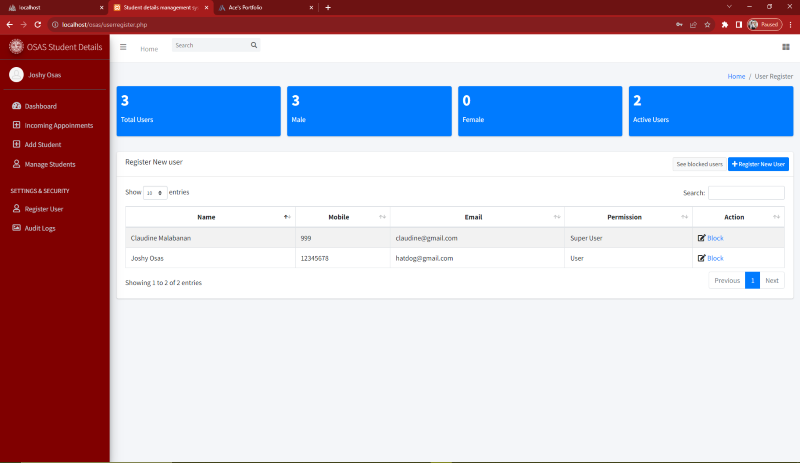 localhost
Student details management sy
Ace's Portfolio
localhost/osas/userregister.php
Paused
OSAS Student Details
Home
Search
Joshy Osas
Home / User Register
Dashboard
Incoming Appoinments
Add Student
Manage Students
SETTINGS & SECURITY
Register User
Audit Logs
3
Total Users
3
Male
0
Female
2
Active Users
Register New user
See blocked users
Register New User
Show 10 entries
Search:
Name Mobile Email Permission Action
Claudine Malabanan 999 claudine@gmail.com Super User Block
Joshy Osas 12345678 hatdog@gmail.com User Block
Showing 1 to 2 of 2 entries
Previous 1 Next